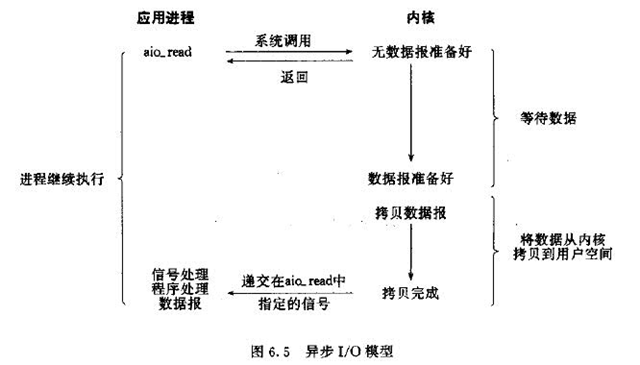 应用进程
内核
aio_read
系统调用
无数据报准备好
返回
等待数据
进程继续执行
数据报准备好
拷贝数据报
将数据从内核
拷贝到用户空间
信号处理
程序处理
数据报
递交在aio_read中
指定的信号
拷贝完成
图 6.5 异步 I/O 模型